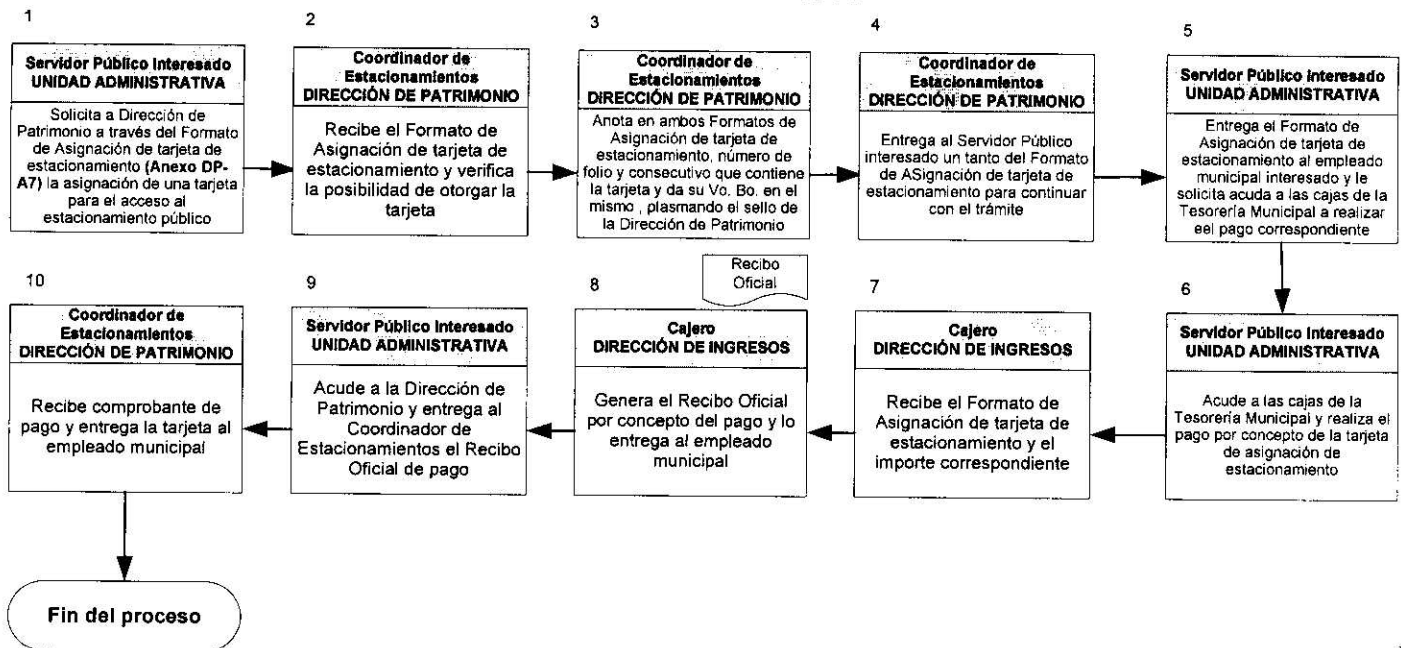 1
Servidor Público Interesado
UNIDAD ADMINISTRATIVA
Solicita a Dirección de
Patrimonio a través del Formato
de Asignación de tarjeta de
estacionamiento (Anexo DP-
A7) la asignación de una tarjeta
para el acceso al
estacionamiento público
2
Coordinador de
Estacionamientos
DIRECCIÓN DE PATRIMONIO
Recibe el Formato de
Asignación de tarjeta de
estacionamiento y verifica
la posibilidad de otorgar la
tarjeta
3
Coordinador de
Estacionamientos
DIRECCIÓN DE PATRIMONIO
Anota en ambos Formatos de
Asignación de tarjeta de
estacionamiento, número de
folio y consecutivo que contiene
la tarjeta y da su Vo. Bo. en el
mismo , plasmando el sello de
la Dirección de Patrimonio
4
Coordinador de
Estacionamientos
DIRECCIÓN DE PATRIMONIO
Entrega al Servidor Público
interesado un tanto del Formato
de ASignación de tarjeta de
estacionamiento para continuar
con el trámite
5
Servidor Público Interesado
UNIDAD ADMINISTRATIVA
Entrega el Formato de
Asignación de tarjeta de
estacionamiento al empleado
municipal interesado y le
solicita acuda a las cajas de la
Tesorería Municipal a realizar
eel pago correspondiente
6
Servidor Público Interesado
UNIDAD ADMINISTRATIVA
Acude a las cajas de la
Tesorería Municipal y realiza el
pago por concepto de la tarjeta
de asignación de
estacionamiento
7
Cajero
DIRECCIÓN DE INGRESOS
Recibe el Formato de
Asignación de tarjeta de
estacionamiento y el
importe correspondiente
Recibo
Oficial
8
Cajero
DIRECCIÓN DE INGRESOS
Genera el Recibo Oficial
por concepto del pago y lo
entrega al empleado
municipal
9
Servidor Público Interesado
UNIDAD ADMINISTRATIVA
Acude a la Dirección de
Patrimonio y entrega al
Coordinador de
Estacionamientos el Recibo
Oficial de pago
10
Coordinador de
Estacionamientos
DIRECCIÓN DE PATRIMONIO
Recibe comprobante de
pago y entrega la tarjeta al
empleado municipal
Fin del proceso